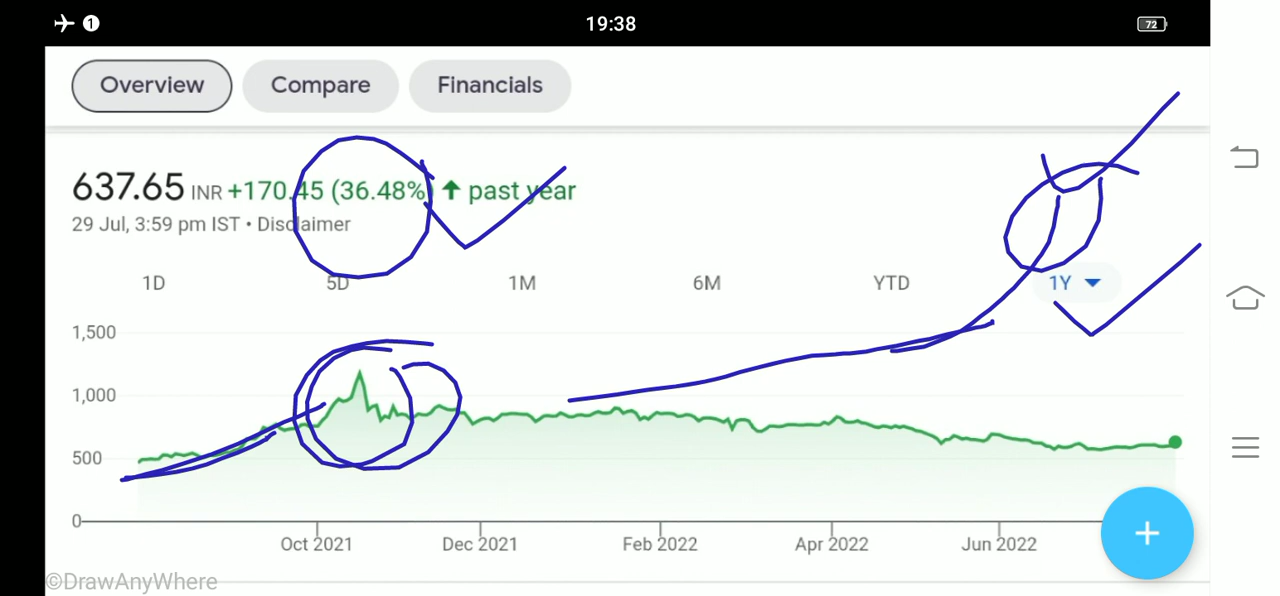 1 19:38 72
Overview Compare Financials
637.65 INR +170.45 (36.48%) ↑ past year
29 Jul, 3:59 pm IST • Disclaimer
1D 5D 1M 6M YTD 1Y
1,500
1,000
500
0
Oct 2021 Dec 2021 Feb 2022 Apr 2022 Jun 2022
+
©DrawAnyWhere